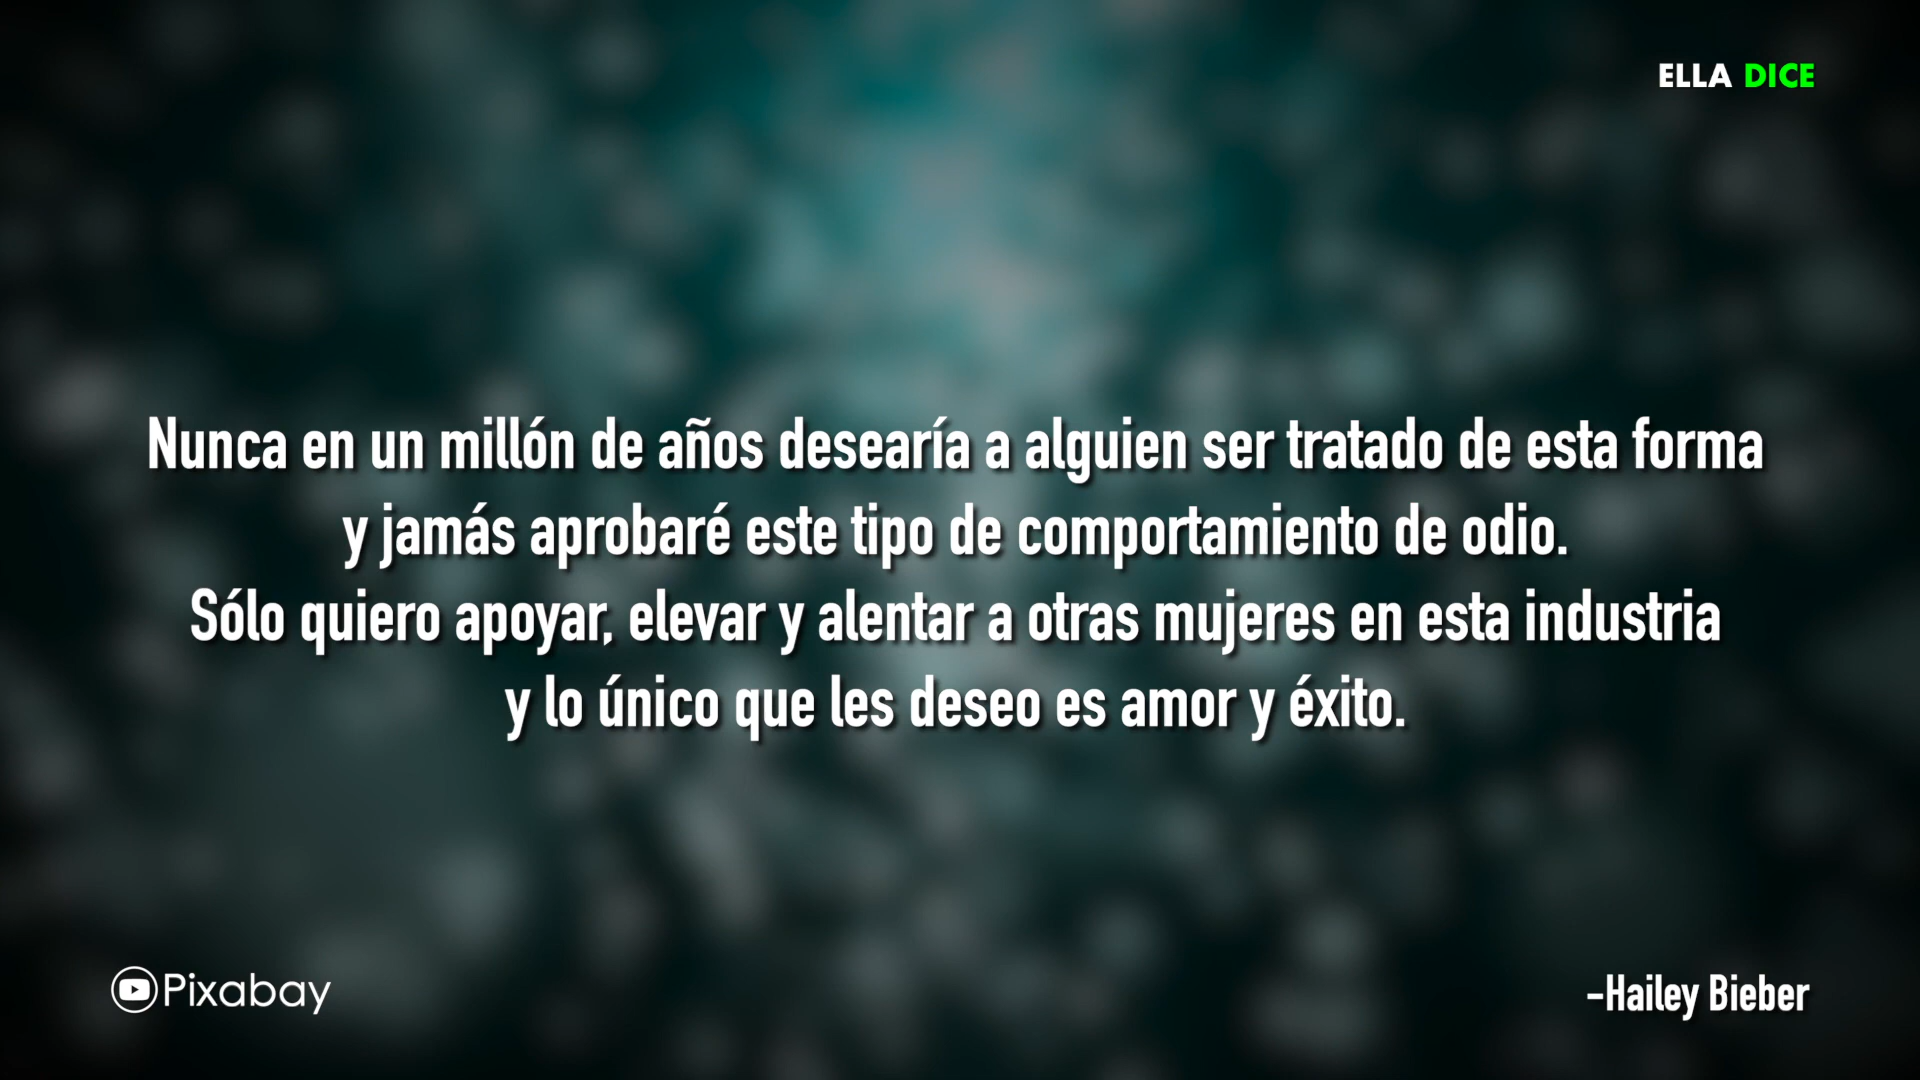 ELLA DICE
Nunca en un millón de años desearía a alguien ser tratado de esta forma
y jamás aprobaré este tipo de comportamiento de odio.
Sólo quiero apoyar, elevar y alentar a otras mujeres en esta industria
y lo único que les deseo es amor y éxito.
Pixabay
-Hailey Bieber